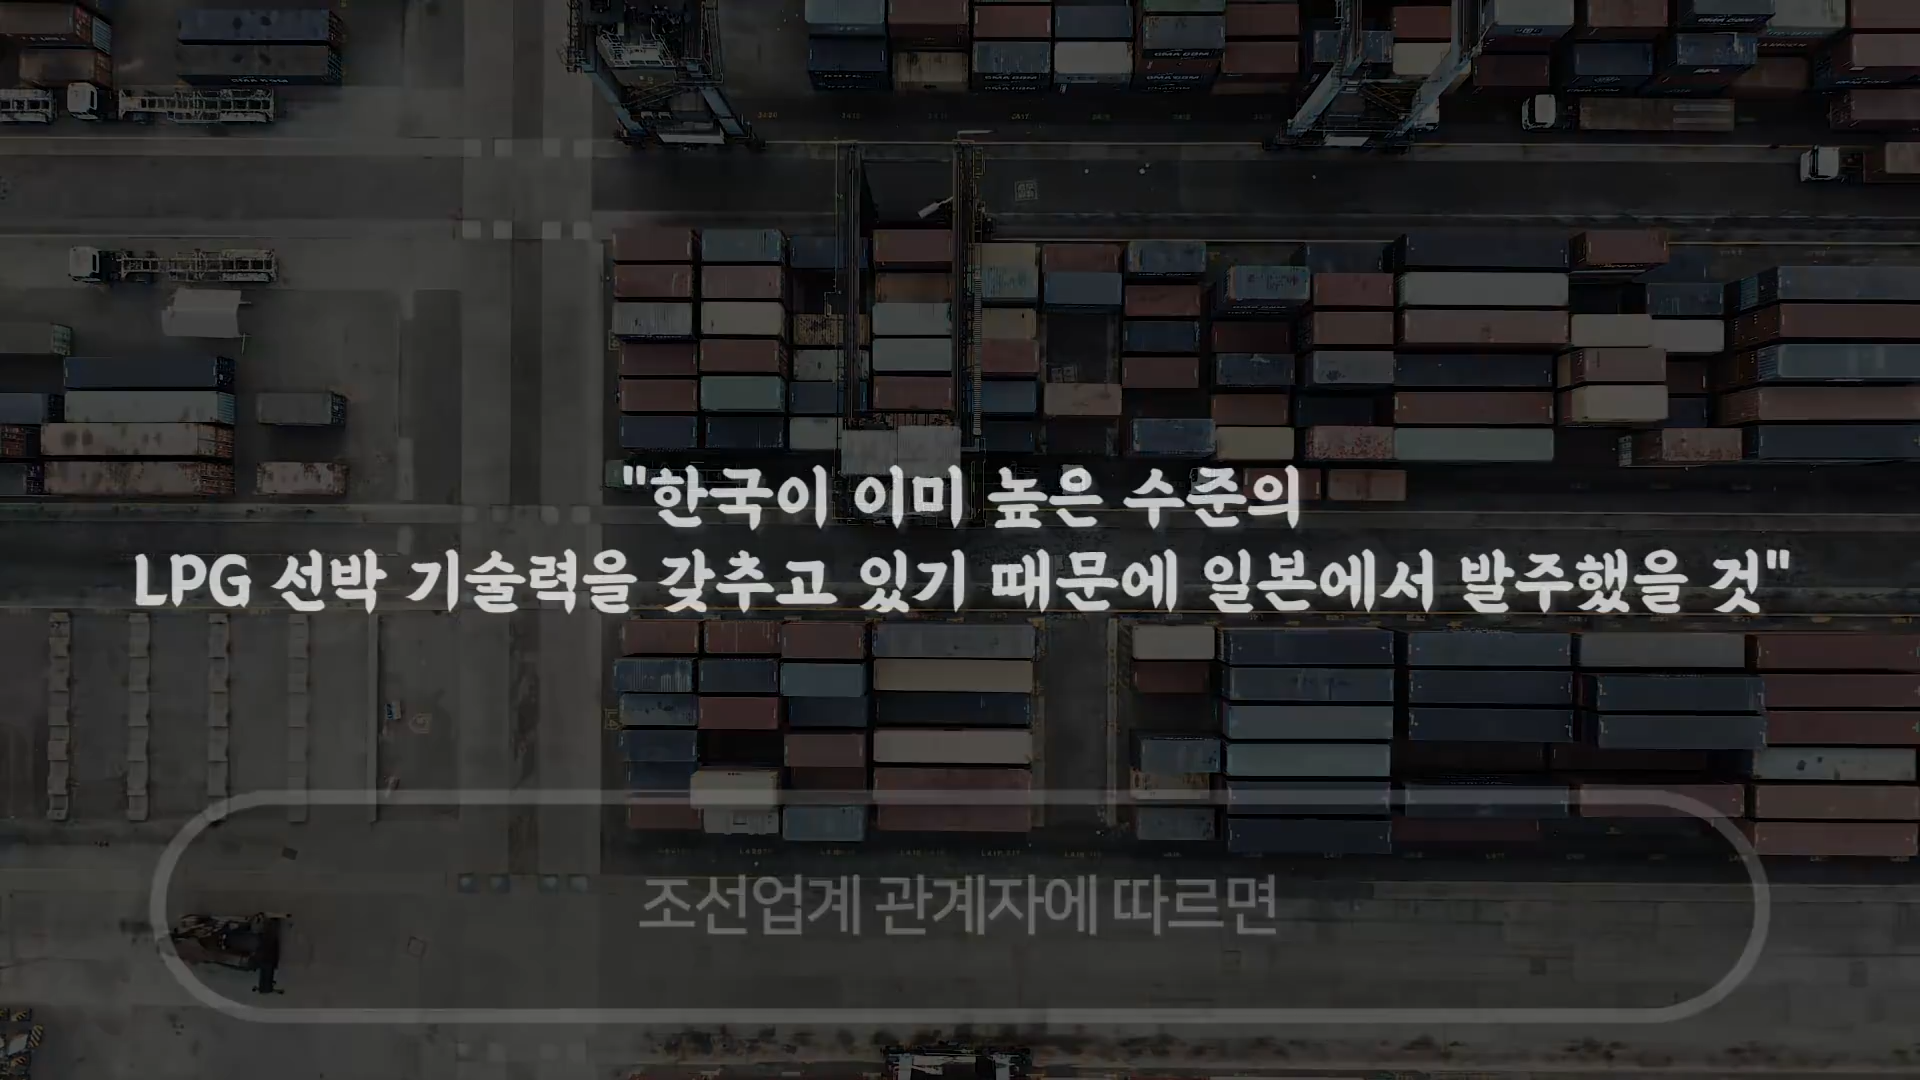 "한국이 이미 높은 수준의
LPG 선박 기술력을 갖추고 있기 때문에 일본에서 발주했을 것"
조선업계 관계자에 따르면